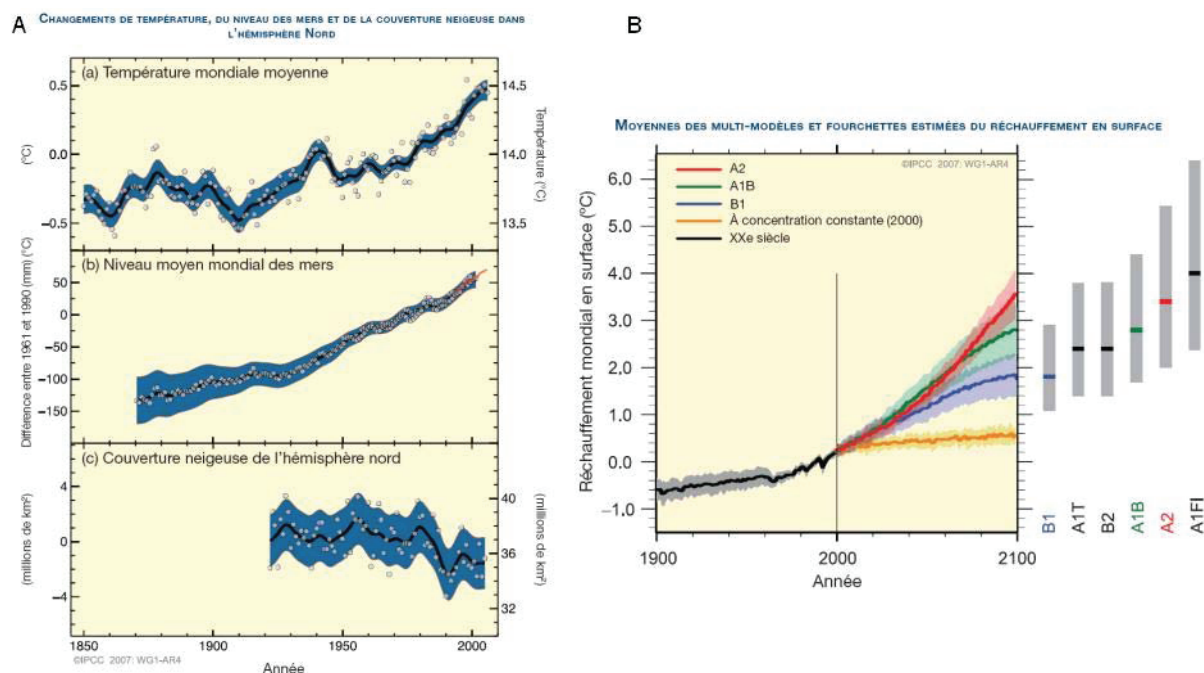 A
CHANGEMENTS DE TEMPÉRATURE, DU NIVEAU DES MERS ET DE LA COUVERTURE NEIGEUSE DANS
L'HÉMISPHÈRE NORD
(a) Température mondiale moyenne
0.5
0.0
–0.5
(°C)
14.5
14.0
13.5
Température (°C)
Différence entre 1961 et 1990 (mm)
(b) Niveau moyen mondial des mers
50
0
–50
–100
–150
(c) Couverture neigeuse de l'hémisphère nord
4
0
–4
(millions de km²)
40
36
32
(millions de km²)
1850
1900
1950
2000
Année
©IPCC 2007: WG1-AR4
B
MOYENNES DES MULTI-MODÈLES ET FOURCHETTES ESTIMÉES DU RÉCHAUFFEMENT EN SURFACE
©IPCC 2007: WG1-AR4
A2
A1B
B1
À concentration constante (2000)
XXe siècle
Réchauffement mondial en surface (°C)
6.0
5.0
4.0
3.0
2.0
1.0
0.0
–1.0
1900
2000
2100
Année
B1
A1T
B2
A1B
A2
A1FI